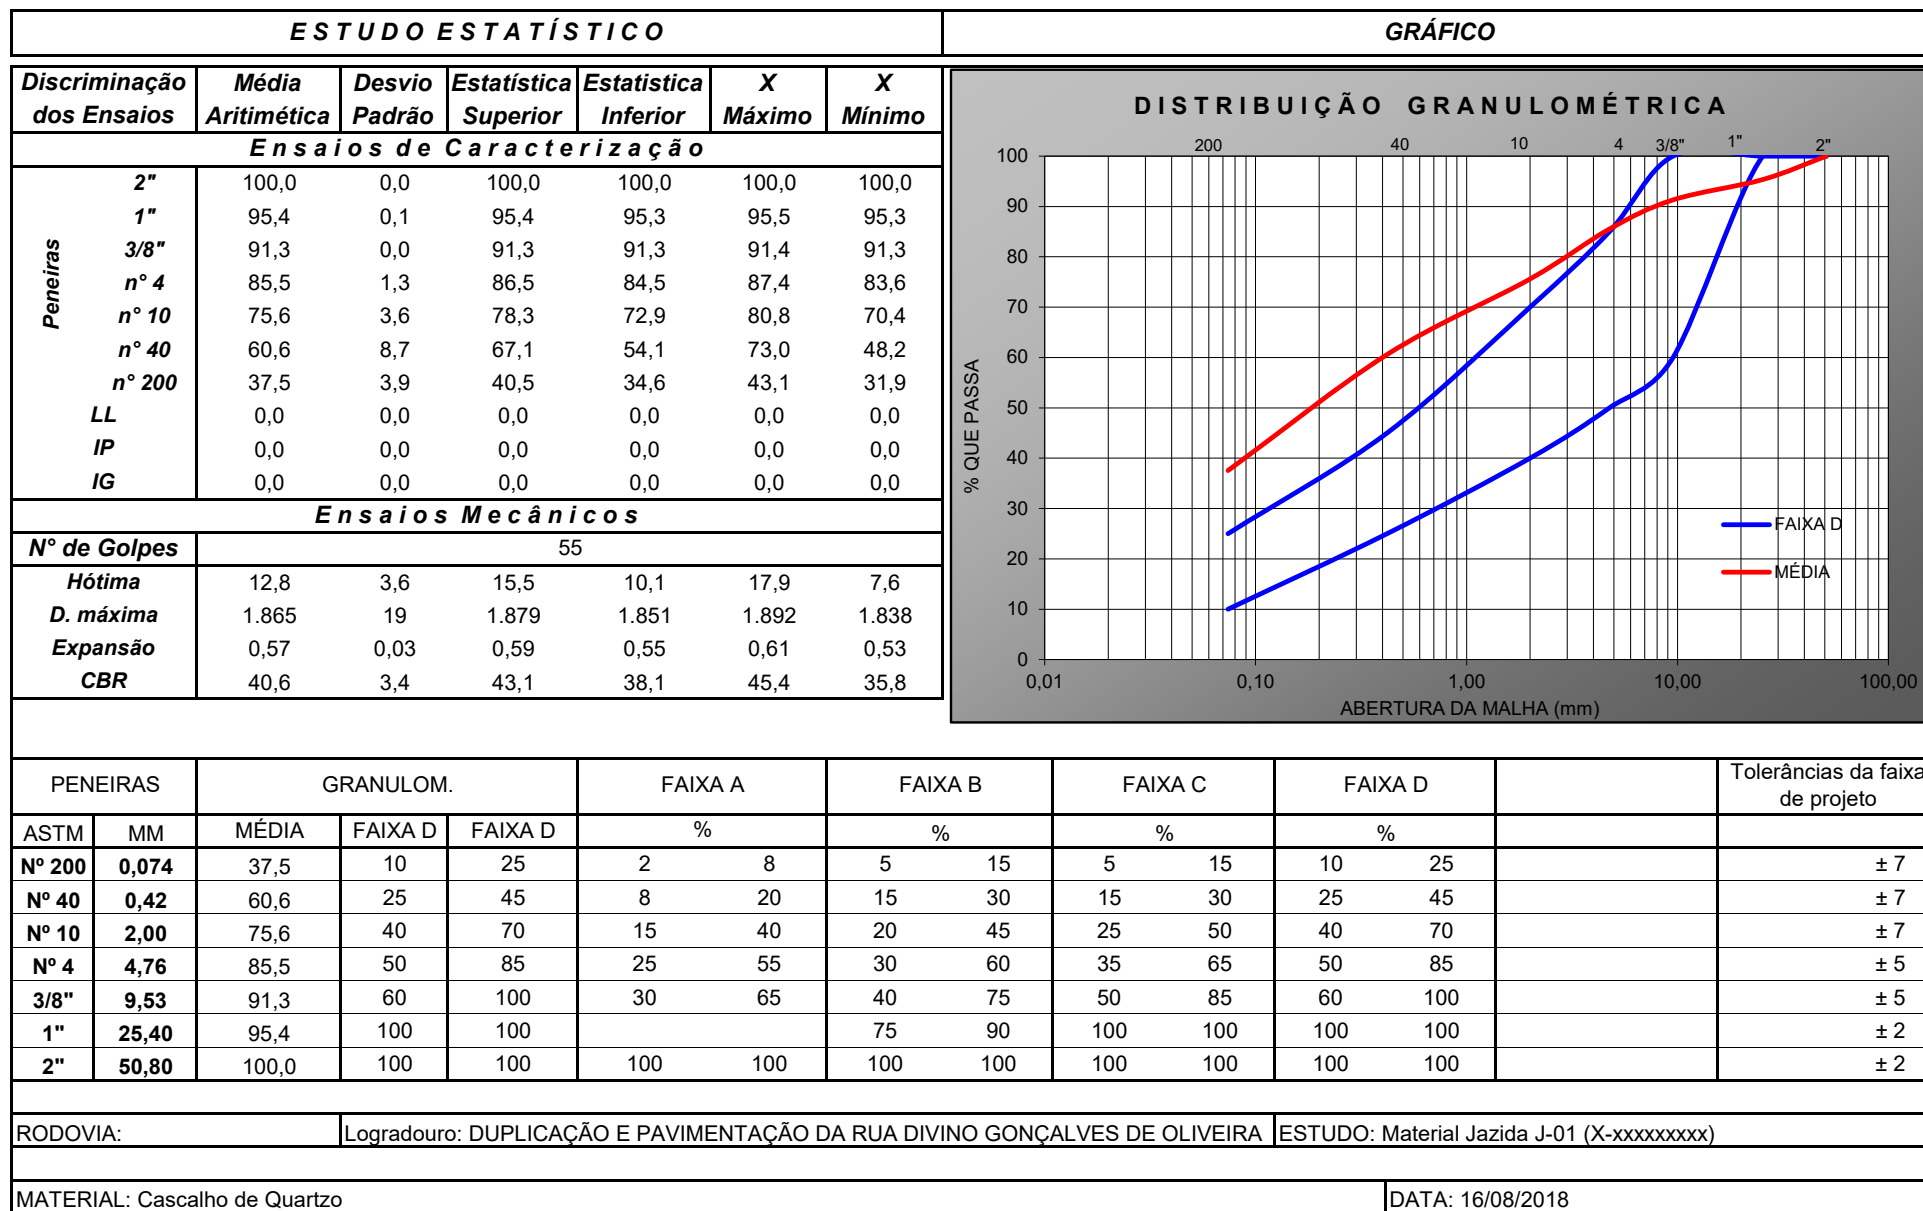 E S T U D O  E S T A T Í S T I C O
GRÁFICO
Discriminação dos Ensaios Média Aritimética Desvio Padrão Estatística Superior Estatistica Inferior X Máximo X Mínimo
E n s a i o s  d e  C a r a c t e r i z a ç ã o
Peneiras
2" 100,0 0,0 100,0 100,0 100,0 100,0
1" 95,4 0,1 95,4 95,3 95,5 95,3
3/8" 91,3 0,0 91,3 91,3 91,4 91,3
n° 4 85,5 1,3 86,5 84,5 87,4 83,6
n° 10 75,6 3,6 78,3 72,9 80,8 70,4
n° 40 60,6 8,7 67,1 54,1 73,0 48,2
n° 200 37,5 3,9 40,5 34,6 43,1 31,9
LL 0,0 0,0 0,0 0,0 0,0 0,0
IP 0,0 0,0 0,0 0,0 0,0 0,0
IG 0,0 0,0 0,0 0,0 0,0 0,0
E n s a i o s  M e c â n i c o s
N° de Golpes 55
Hótima 12,8 3,6 15,5 10,1 17,9 7,6
D. máxima 1.865 19 1.879 1.851 1.892 1.838
Expansão 0,57 0,03 0,59 0,55 0,61 0,53
CBR 40,6 3,4 43,1 38,1 45,4 35,8
D I S T R I B U I Ç Ã O  G R A N U L O M É T R I C A
200 40 10 4 3/8" 1" 2"
100
90
80
70
60
50
40
30
20
10
0
% QUE PASSA
FAIXA D
MÉDIA
0,01 0,10 1,00 10,00 100,00
ABERTURA DA MALHA (mm)
PENEIRAS GRANULOM. FAIXA A FAIXA B FAIXA C FAIXA D Tolerâncias da faixa de projeto
ASTM MM MÉDIA FAIXA D FAIXA D % % % %
Nº 200 0,074 37,5 10 25 2 8 5 15 5 15 10 25 ± 7
Nº 40 0,42 60,6 25 45 8 20 15 30 15 30 25 45 ± 7
Nº 10 2,00 75,6 40 70 15 40 20 45 25 50 40 70 ± 7
Nº 4 4,76 85,5 50 85 25 55 30 60 35 65 50 85 ± 5
3/8" 9,53 91,3 60 100 30 65 40 75 50 85 60 100 ± 5
1" 25,40 95,4 100 100 75 90 100 100 100 100 ± 2
2" 50,80 100,0 100 100 100 100 100 100 100 100 100 100 ± 2
RODOVIA: Logradouro: DUPLICAÇÃO E PAVIMENTAÇÃO DA RUA DIVINO GONÇALVES DE OLIVEIRA ESTUDO: Material Jazida J-01 (X-xxxxxxxxx)
MATERIAL: Cascalho de Quartzo DATA: 16/08/2018